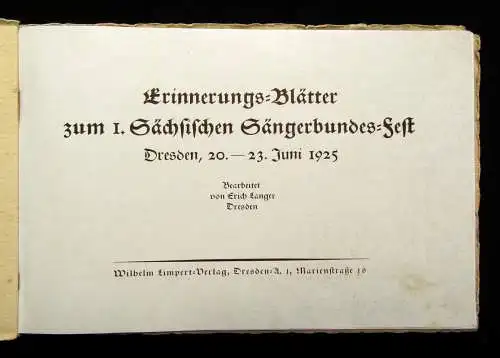 Erinnerungs-Blätter
zum 1. Sächsischen Sängerbundes-Fest
Dresden, 20.—23. Juni 1925
Bearbeitet
von Erich Langer
Dresden
Wilhelm Limpert-Verlag, Dresden-A. 1, Marienstraße 16